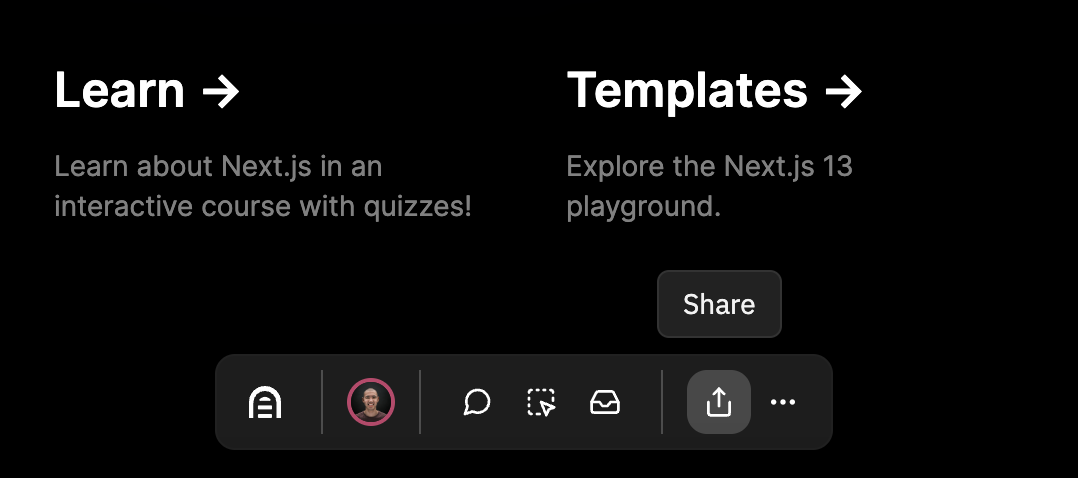 Learn →
Learn about Next.js in an
interactive course with quizzes!
Templates →
Explore the Next.js 13
playground.
Share